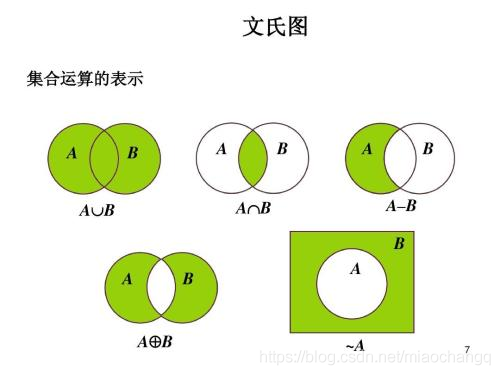 文氏图
集合运算的表示
A B
A B
A B
A∪B
A∩B
A–B
A B
B
A
A⊕B
~A
7
https://blog.csdn.net/miaochangq